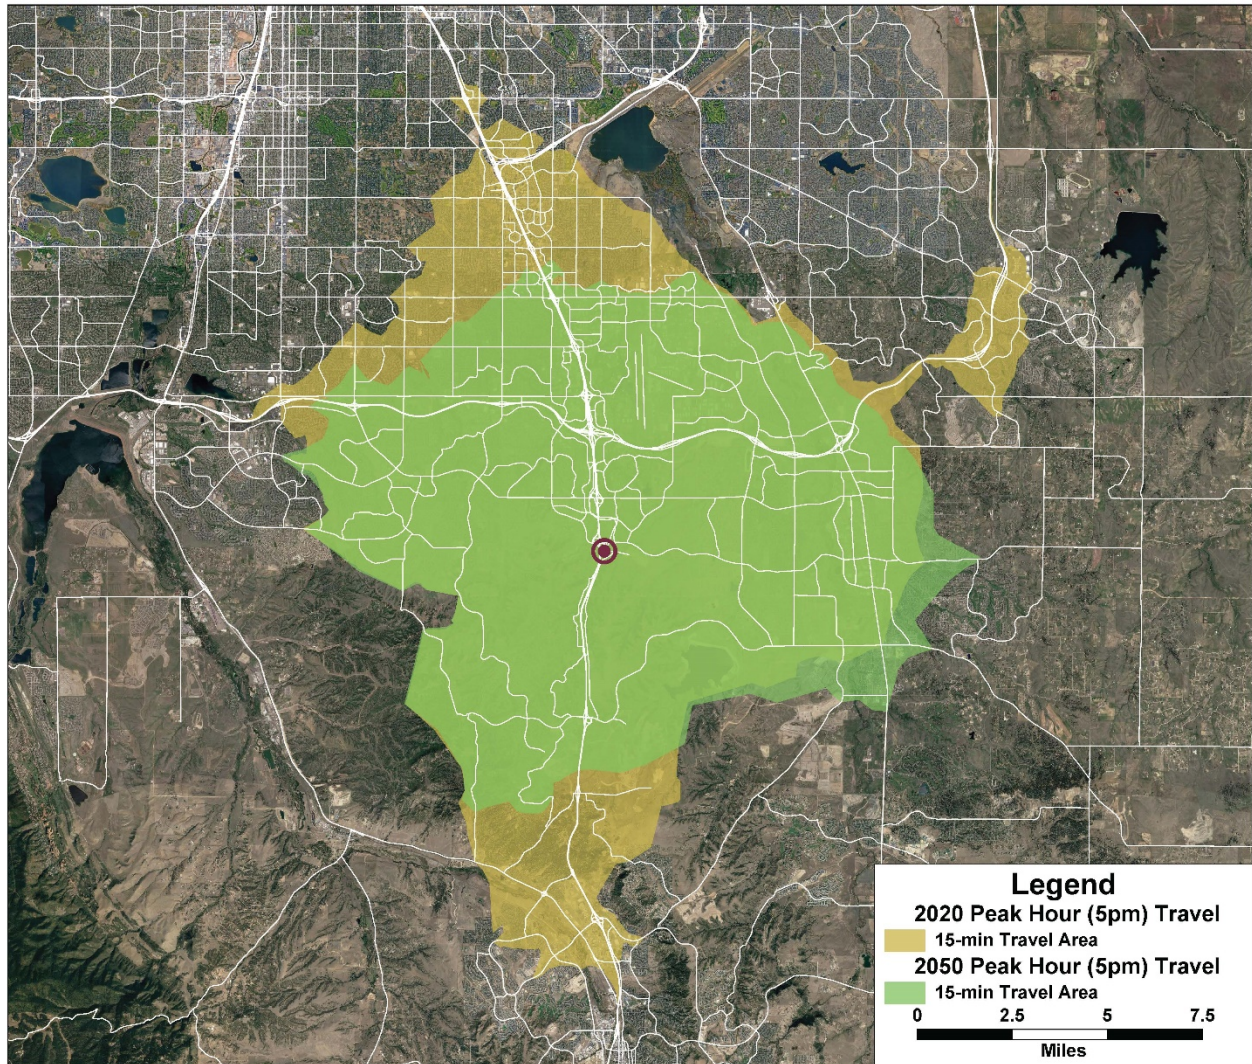 Legend
2020 Peak Hour (5pm) Travel
15-min Travel Area
2050 Peak Hour (5pm) Travel
15-min Travel Area
0 2.5 5 7.5
Miles